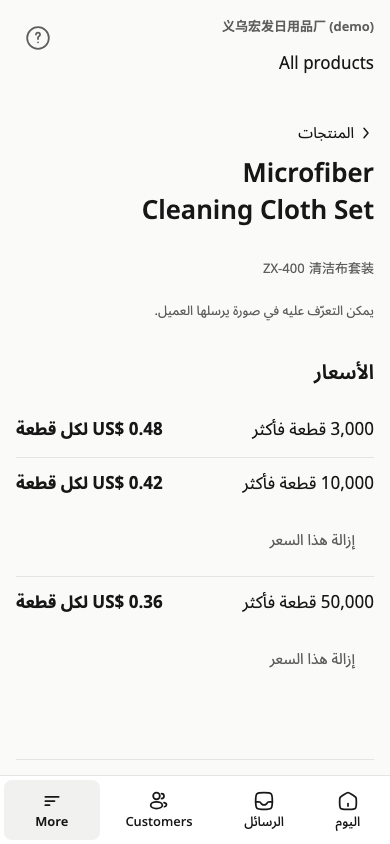 义乌宏发日用品厂 (demo)
All products
المنتجات
Microfiber
Cleaning Cloth Set
ZX-400 清洁布套装
يمكن التعرّف عليه في صورة يرسلها العميل.
الأسعار
3,000 قطعة فأكثر
US$ 0.48 لكل قطعة
10,000 قطعة فأكثر
US$ 0.42 لكل قطعة
إزالة هذا السعر
50,000 قطعة فأكثر
US$ 0.36 لكل قطعة
إزالة هذا السعر
اليوم
الرسائل
Customers
More